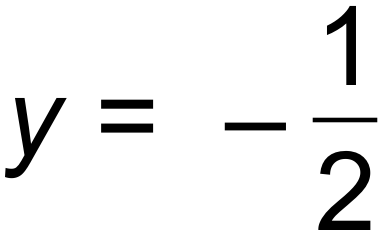 y = - 1/2